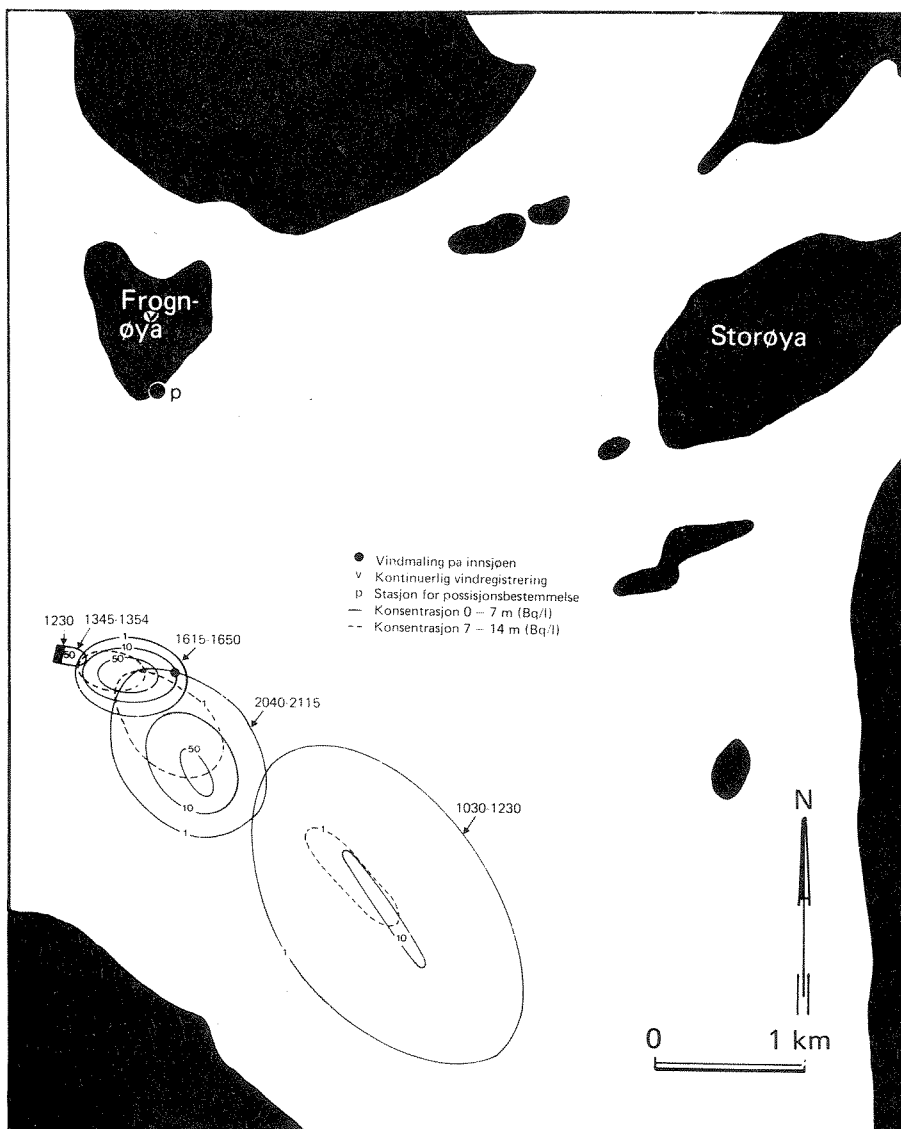 Frogn-
øya
v
p
Storøya
● Vindmaling pa innsjøen
v Kontinuerlig vindregistrering
p Stasjon for possisjonsbestemmelse
— Konsentrasjon 0 – 7 m (Bq/l)
-- Konsentrasjon 7 – 14 m (Bq/l)
1230
1345-1354
1615-1650
2040-2115
1030-1230
50
1
10
50
1
50
10
1
1
10
1
N
0 1 km